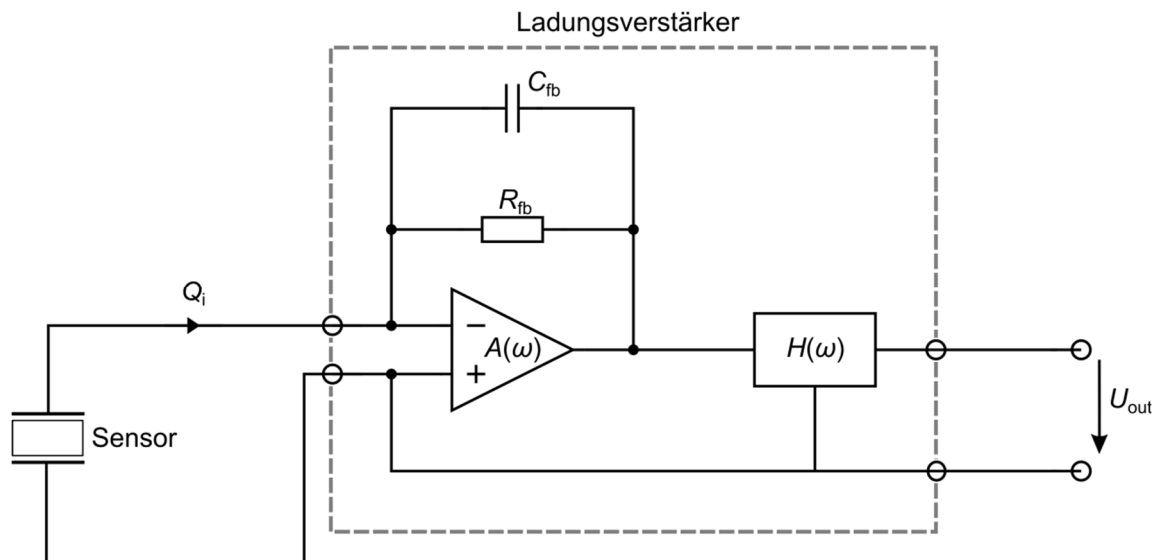 Ladungsverstärker
C_fb
R_fb
Q_i
−
A(ω)
+
H(ω)
U_out
Sensor